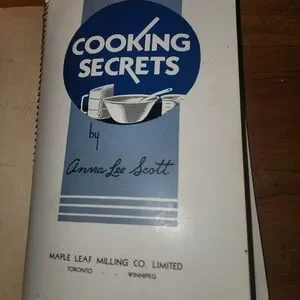 COOKING
SECRETS
by
Anna Lee Scott
MAPLE LEAF MILLING CO. LIMITED
TORONTO - - WINNIPEG